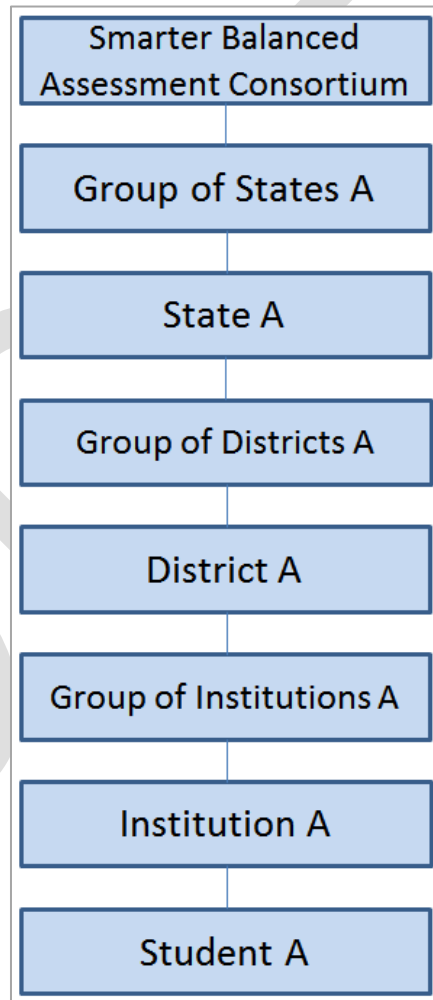 Smarter Balanced
Assessment Consortium
Group of States A
State A
Group of Districts A
District A
Group of Institutions A
Institution A
Student A